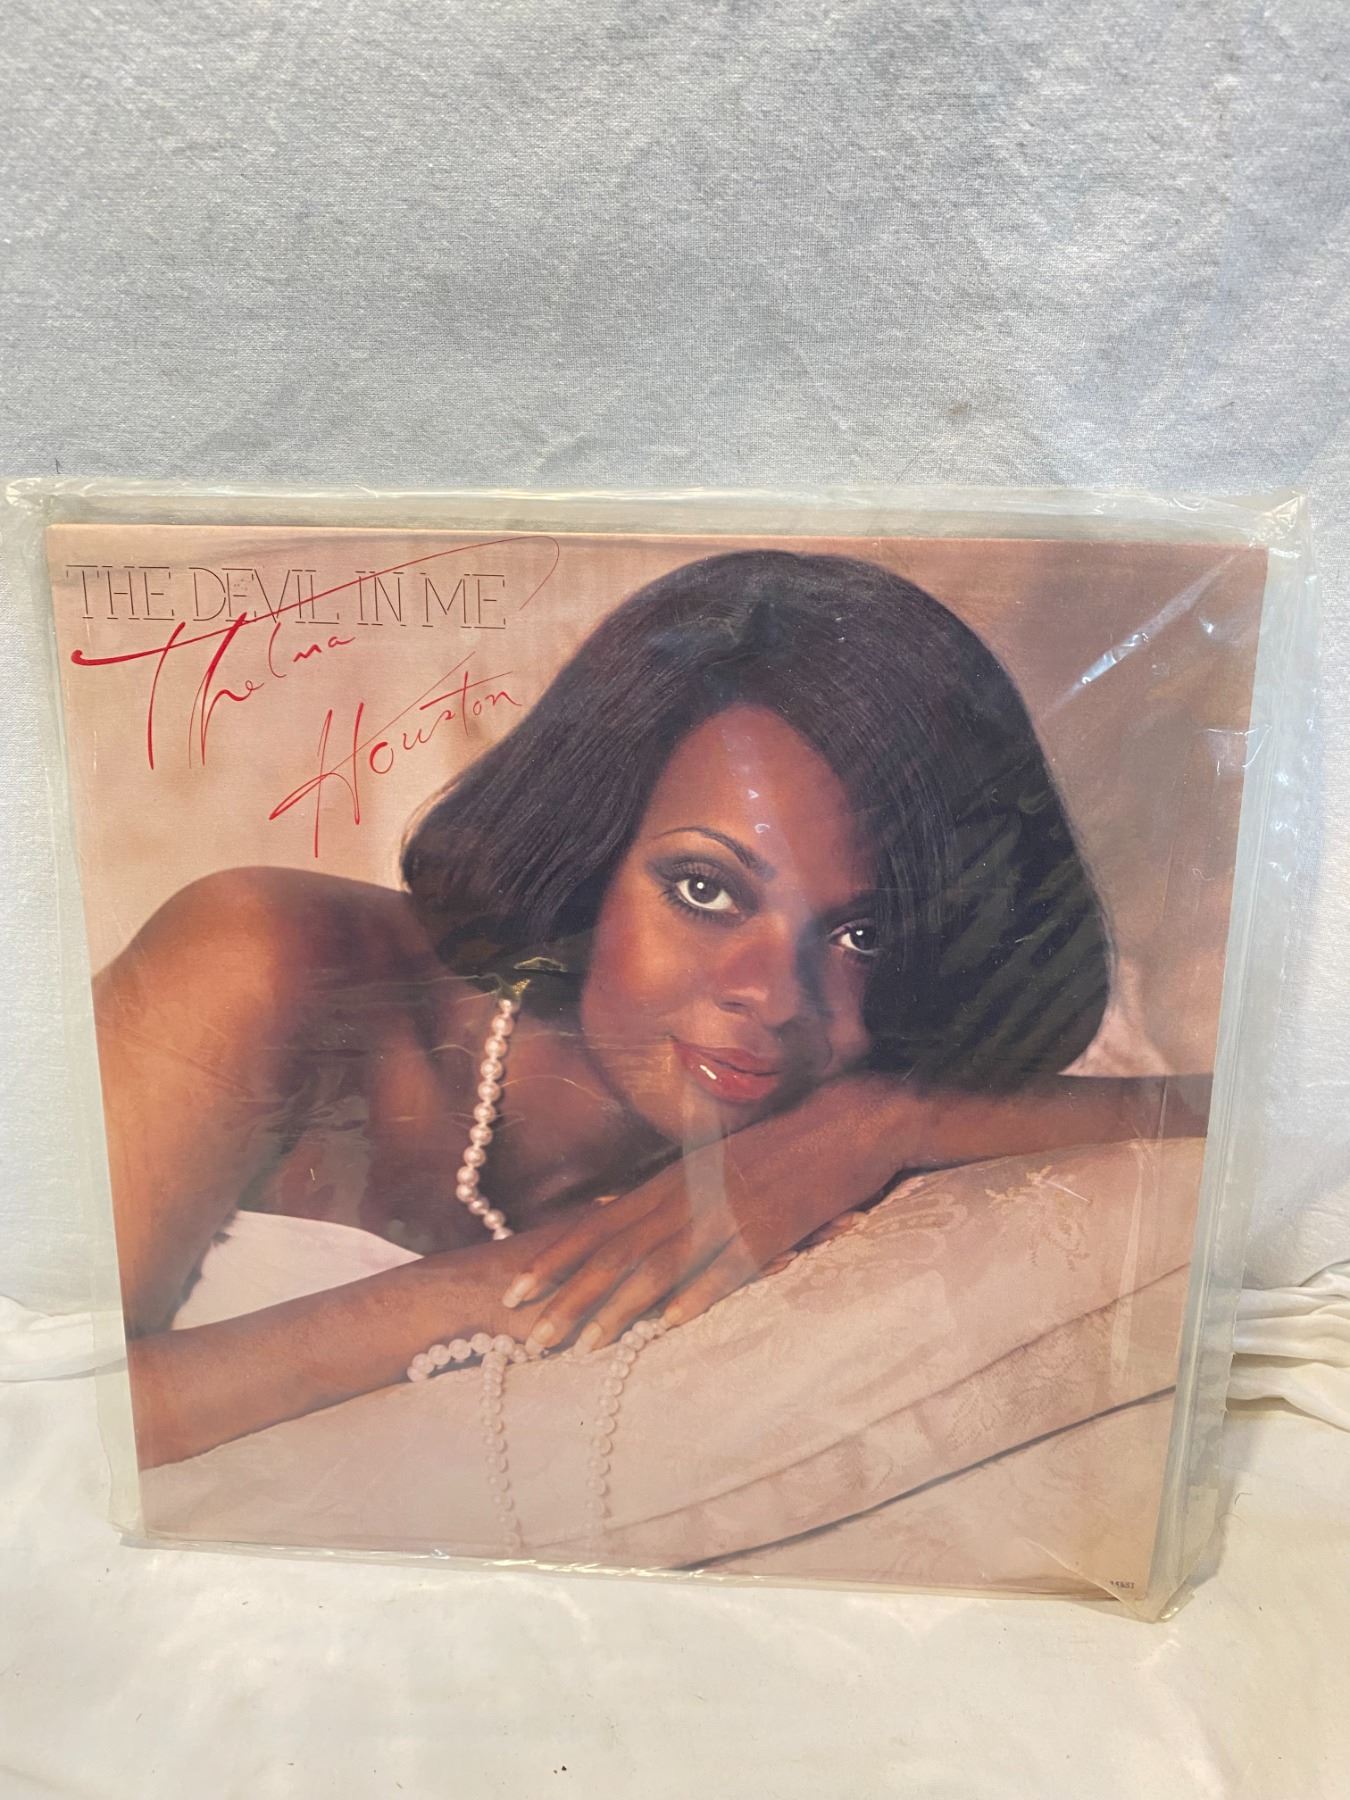 THE DEVIL IN ME
Thelma
Houston